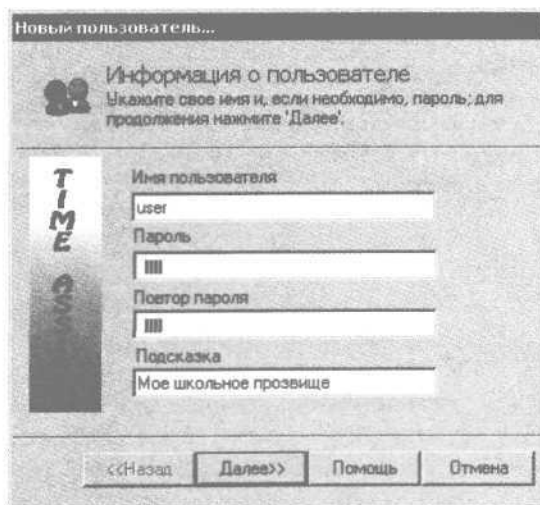 Новый пользователь...
Информация о пользователе
Укажите свое имя и, если необходимо, пароль; для
продолжения нажмите 'Далее'.
TIME
Имя пользователя
user
Пароль
Повтор пароля
Подсказка
Мое школьное прозвище
<<Назад
Далее>>
Помощь
Отмена